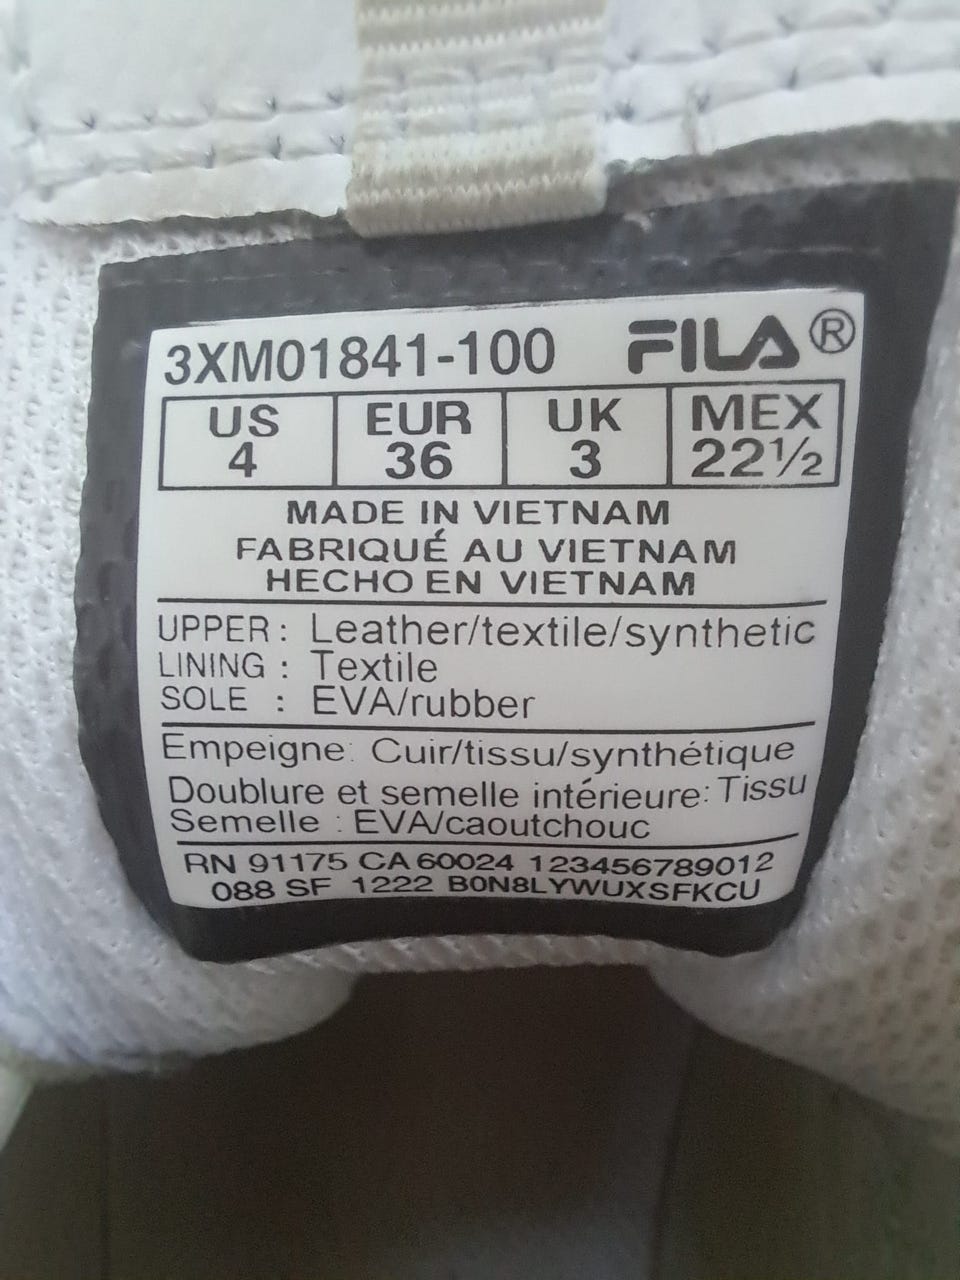 3XM01841-100 FILA®
US EUR UK MEX
4 36 3 22½
MADE IN VIETNAM
FABRIQUÉ AU VIETNAM
HECHO EN VIETNAM
UPPER : Leather/textile/synthetic
LINING : Textile
SOLE : EVA/rubber
Empeigne: Cuir/tissu/synthétique
Doublure et semelle intérieure: Tissu
Semelle : EVA/caoutchouc
RN 91175 CA 60024 123456789012
088 SF 1222 B0N8LYWUXSFKCU